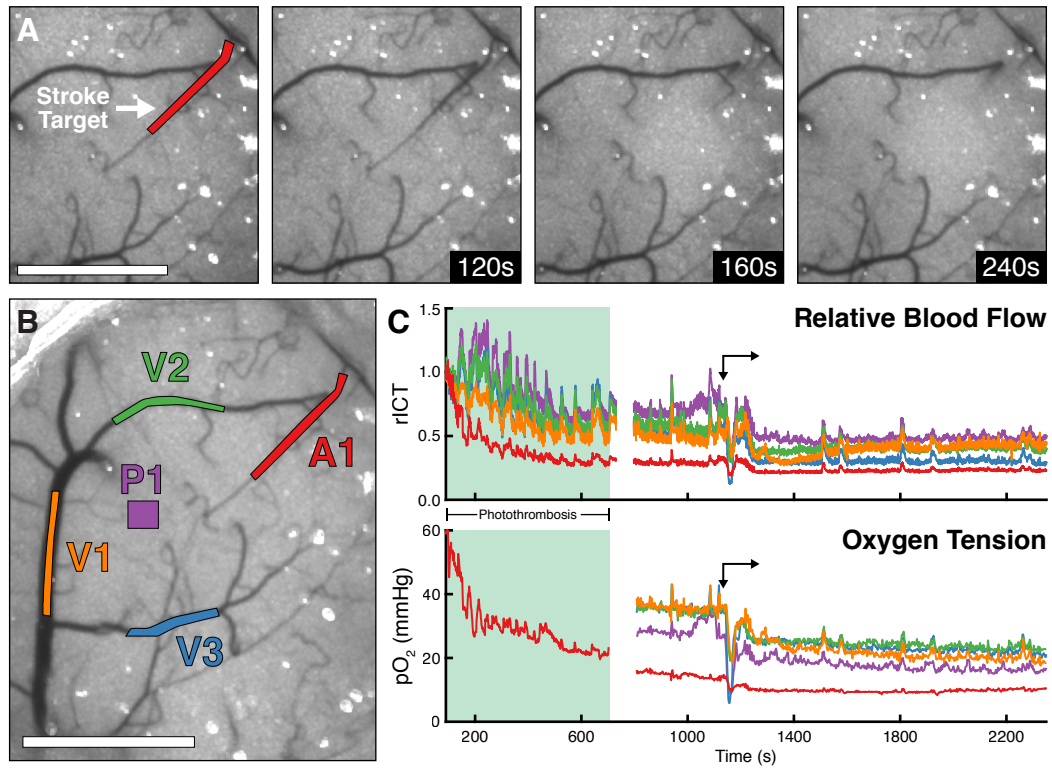 A
Stroke
Target
120s
160s
240s
B
V2
A1
P1
V1
V3
C
Relative Blood Flow
1.5
1.0
0.5
0.0
rICT
Photothrombosis
Oxygen Tension
60
40
20
0
pO₂ (mmHg)
200 600 1000 1400 1800 2200
Time (s)